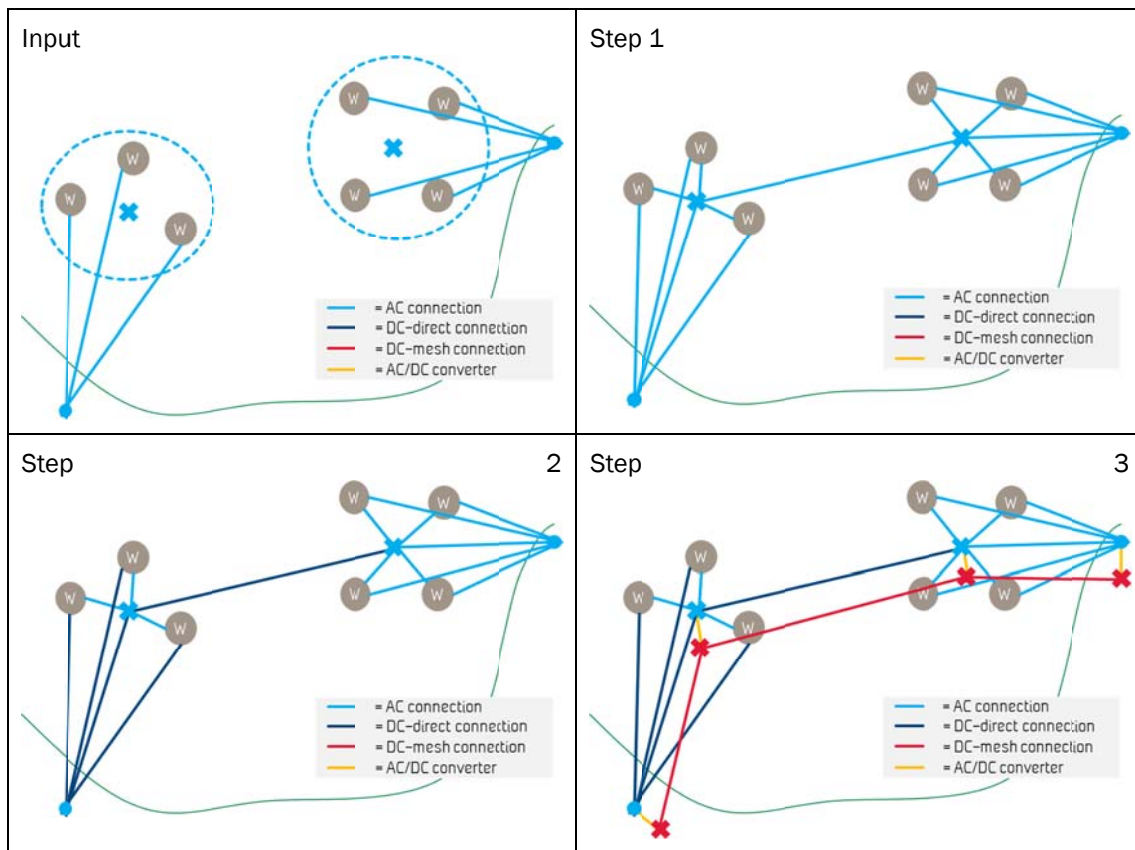 Input
W
W
W
W
W
W
W
= AC connection
= DC-direct connection
= DC-mesh connection
= AC/DC converter
Step 1
W
W
W
W
W
W
W
= AC connection
= DC-direct connection
= DC-mesh connection
= AC/DC converter
Step 2
W
W
W
W
W
W
W
= AC connection
= DC-direct connection
= DC-mesh connection
= AC/DC converter
Step 3
W
W
W
W
W
W
W
= AC connection
= DC-direct connection
= DC-mesh connection
= AC/DC converter